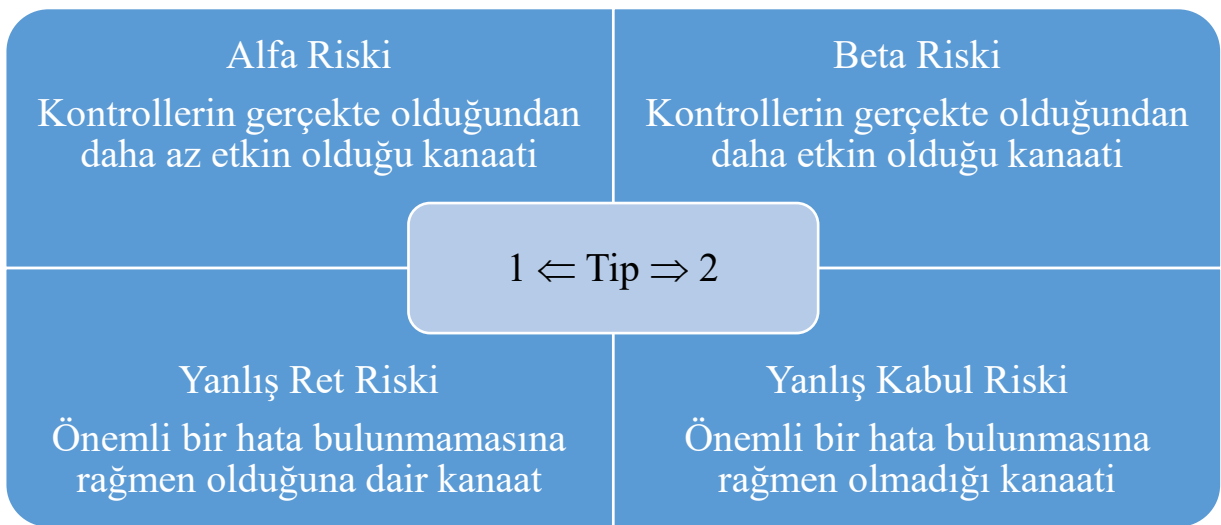 Alfa Riski
Kontrollerin gerçekte olduğundan
daha az etkin olduğu kanaati
Beta Riski
Kontrollerin gerçekte olduğundan
daha etkin olduğu kanaati
1 ⇐ Tip ⇒ 2
Yanlış Ret Riski
Önemli bir hata bulunmamasına
rağmen olduğuna dair kanaat
Yanlış Kabul Riski
Önemli bir hata bulunmasına
rağmen olmadığı kanaati